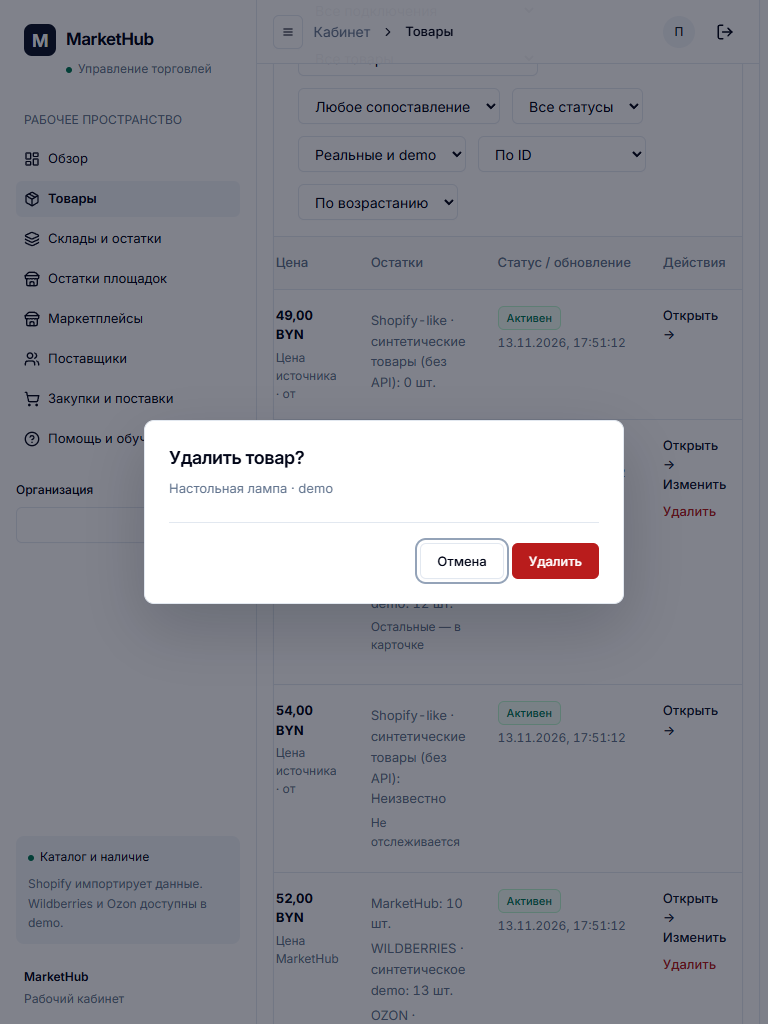 M MarketHub
Управление торговлей
РАБОЧЕЕ ПРОСТРАНСТВО
Обзор
Товары
Склады и остатки
Остатки площадок
Маркетплейсы
Поставщики
Закупки и поставки
Помощь и обу
Организация
Каталог и наличие
Shopify импортирует данные.
Wildberries и Ozon доступны в
demo.
MarketHub
Рабочий кабинет
Кабинет > Товары
П
Любое сопоставление
Все статусы
Реальные и demo
По ID
По возрастанию
Цена Остатки Статус / обновление Действия
49,00
BYN
Цена
источника
· от
Shopify-like ·
синтетические
товары (без
API): 0 шт.
Активен
13.11.2026, 17:51:12
Открыть
→
Открыть
→
Изменить
Удалить
Удалить товар?
Настольная лампа · demo
Отмена
Удалить
demo: 12 шт.
Остальные — в
карточке
54,00
BYN
Цена
источника
· от
Shopify-like ·
синтетические
товары (без
API):
Неизвестно
Не
отслеживается
Активен
13.11.2026, 17:51:12
Открыть
→
52,00
BYN
Цена
MarketHub
MarketHub: 10
шт.
WILDBERRIES ·
синтетическое
demo: 13 шт.
OZON ·
Активен
13.11.2026, 17:51:12
Открыть
→
Изменить
Удалить